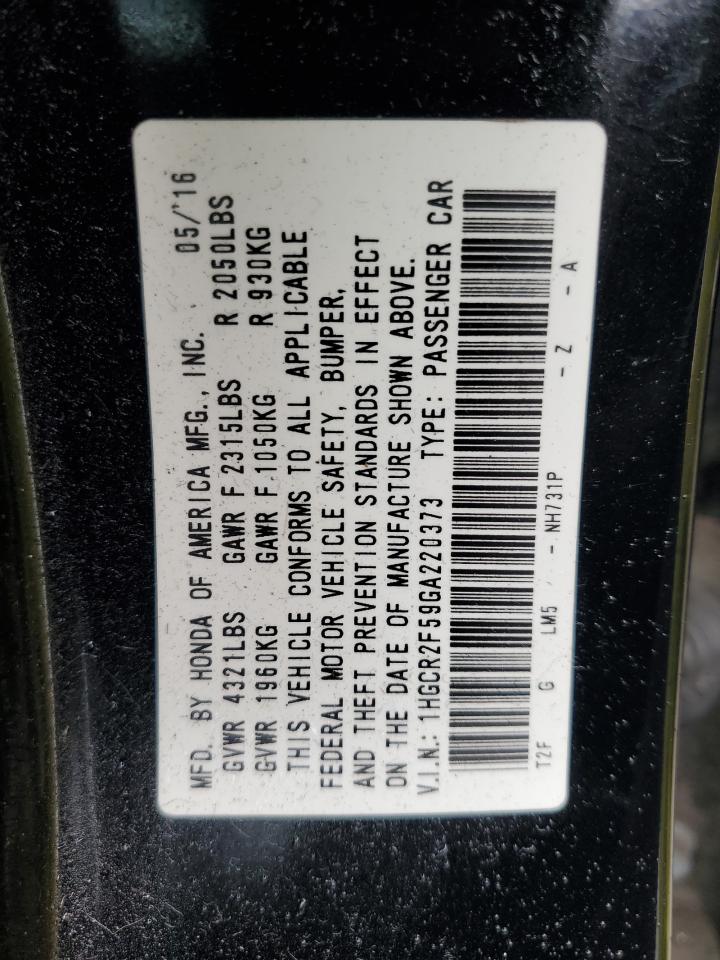 MFD. BY HONDA OF AMERICA MFG., INC. 05/'16
GVWR 4321LBS GAWR F 2315LBS R 2050LBS
GVWR 1960KG GAWR F 1050KG R 930KG
THIS VEHICLE CONFORMS TO ALL APPLICABLE
FEDERAL MOTOR VEHICLE SAFETY, BUMPER,
AND THEFT PREVENTION STANDARDS IN EFFECT
ON THE DATE OF MANUFACTURE SHOWN ABOVE.
V.I.N.: 1HGCR2F59GA220373 TYPE: PASSENGER CAR
T2F G LM5 - NH731P - Z - A